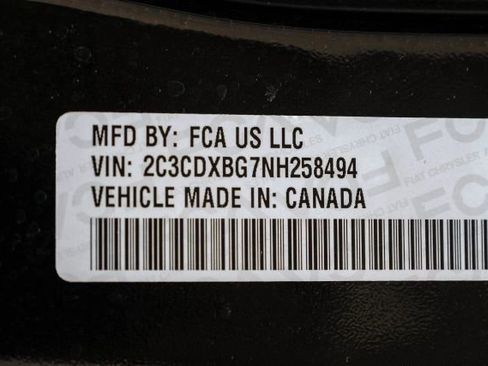 MFD BY: FCA US LLC
VIN: 2C3CDXBG7NH258494
VEHICLE MADE IN: CANADA